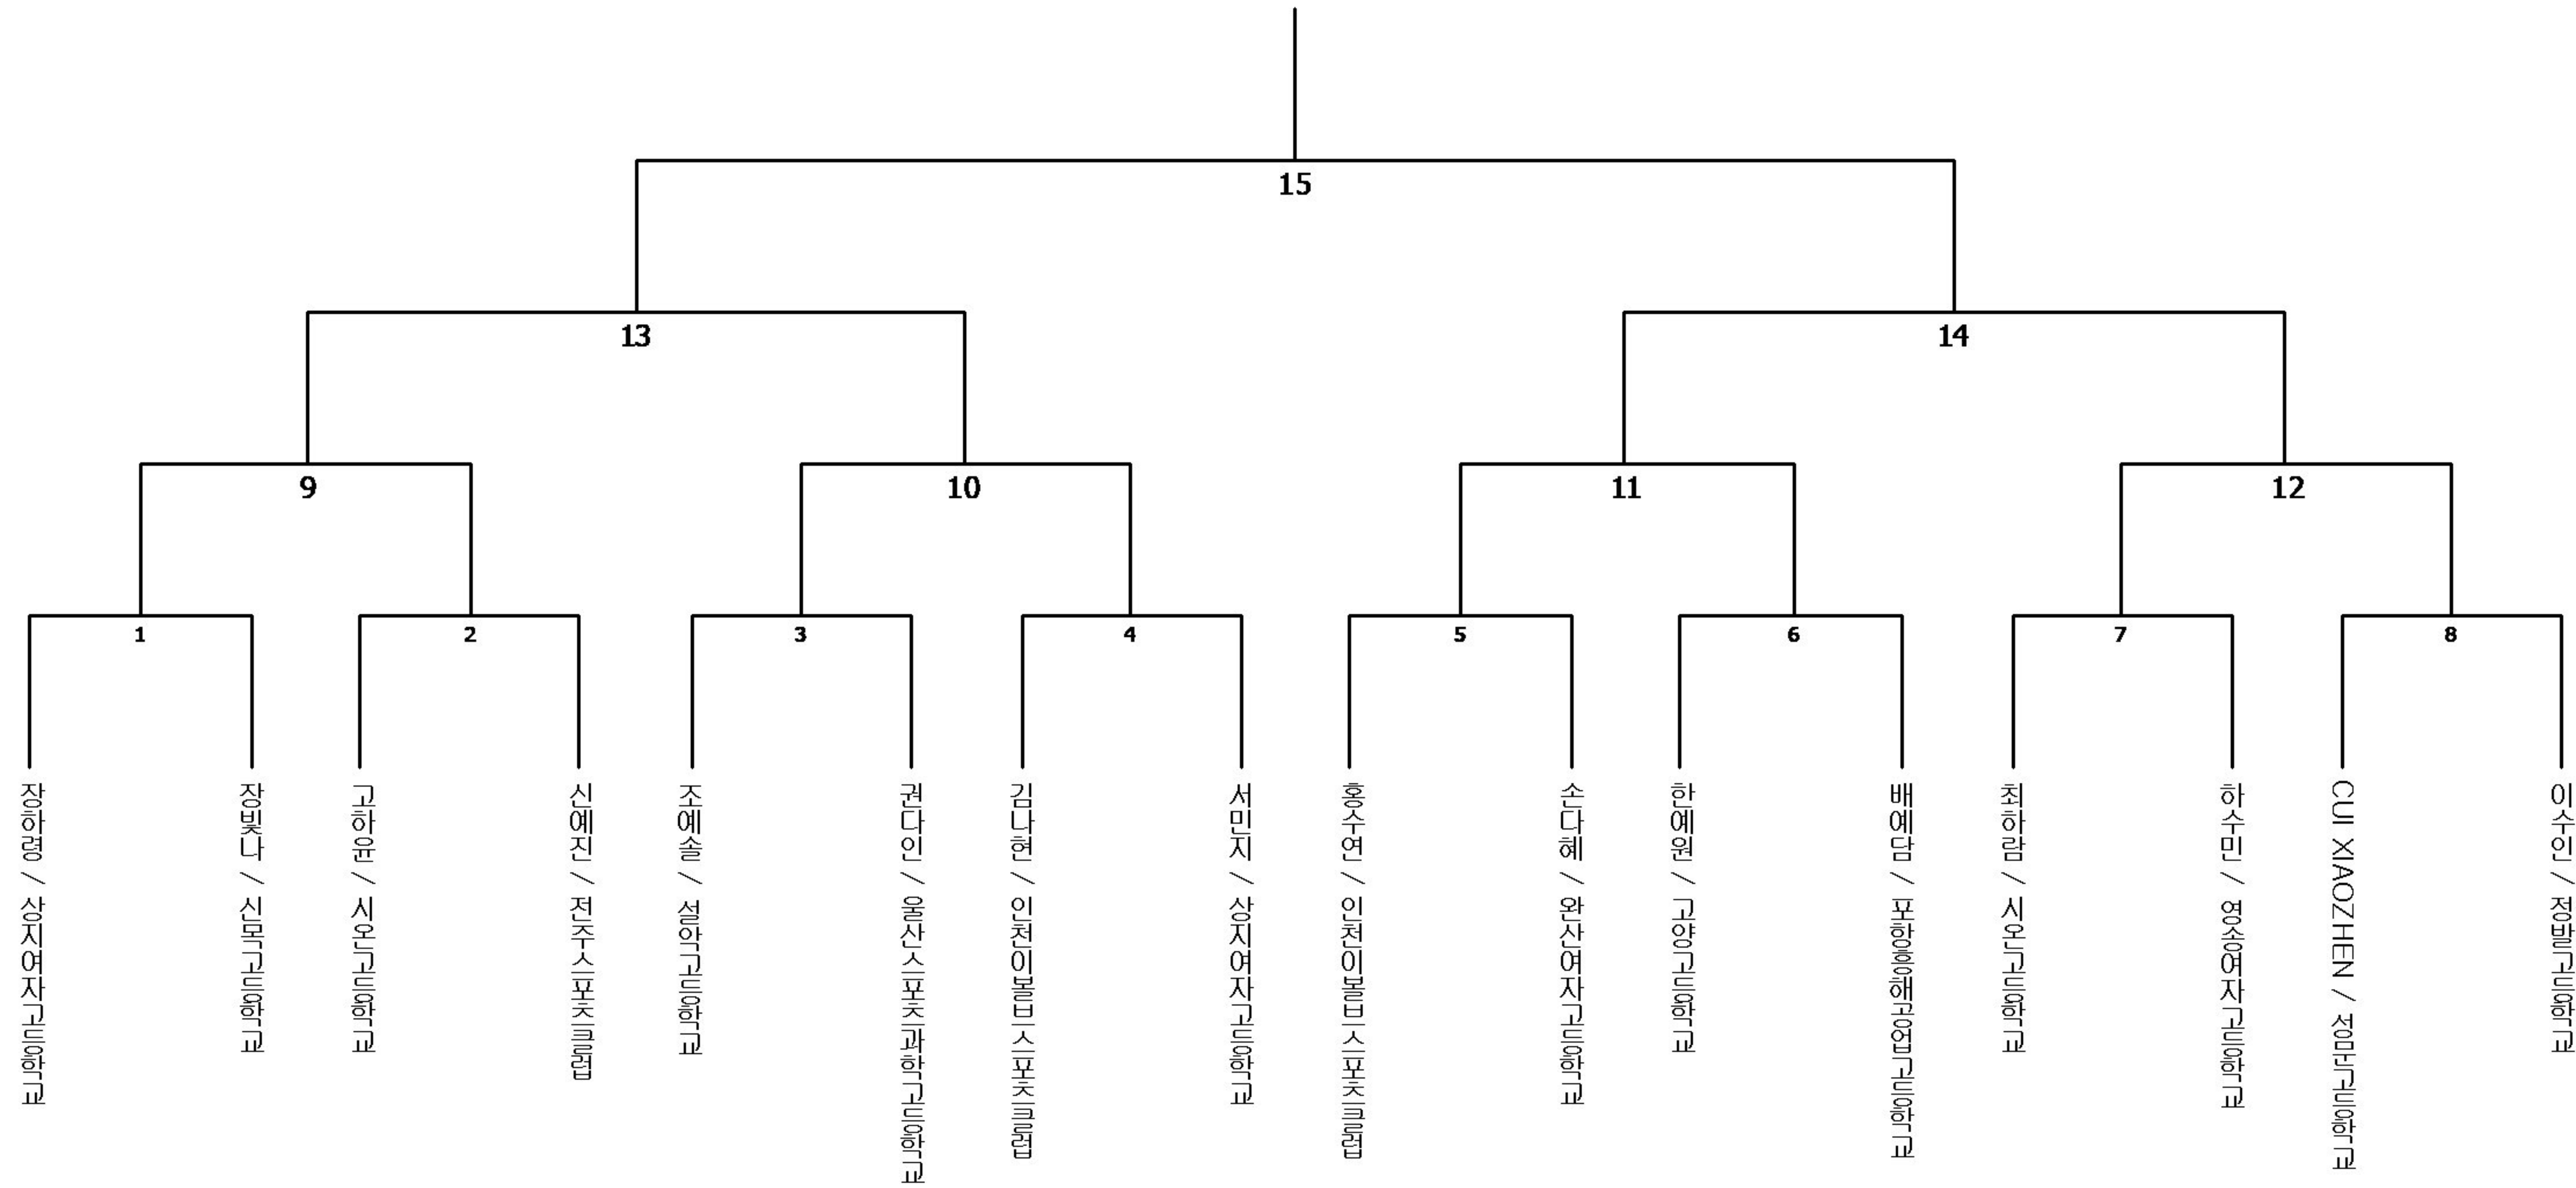 15
13
14
9
10
11
12
1
2
3
4
5
6
7
8
장하령 / 상지여자고등학교
장빛나 / 신목고등학교
고하윤 / 시온고등학교
신예진 / 전주스포츠클럽
조예솔 / 설악고등학교
권다인 / 울산스포츠과학고등학교
김나현 / 인천이볼브스포츠클럽
서민지 / 상지여자고등학교
홍수연 / 인천이볼브스포츠클럽
손다혜 / 완산여자고등학교
한예원 / 고양고등학교
배예담 / 포항흥해공업고등학교
최하람 / 시온고등학교
하수민 / 영송여자고등학교
CUI XIAOZHEN / 성문고등학교
이수인 / 정발고등학교